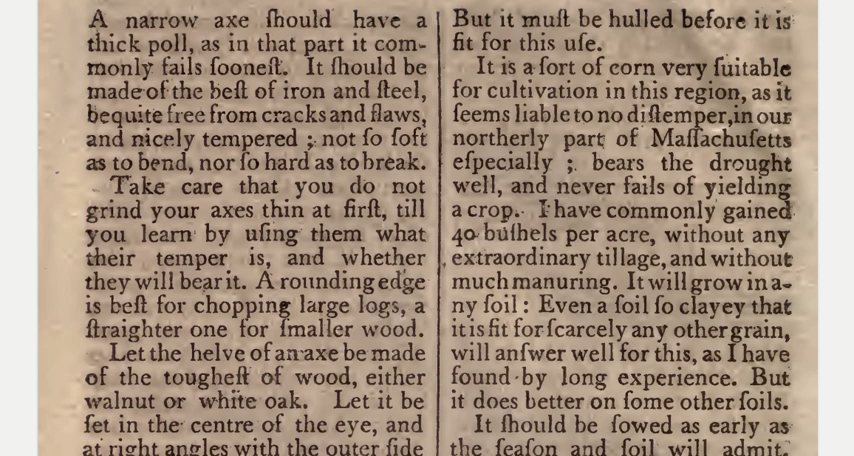 A narrow axe ſhould have a
thick poll, as in that part it com-
monly fails ſooneſt. It ſhould be
made of the beſt of iron and ſteel,
be quite free from cracks and flaws,
and nicely tempered ; not ſo ſoft
as to bend, nor ſo hard as to break.
Take care that you do not
grind your axes thin at firſt, till
you learn by uſing them what
their temper is, and whether
they will bear it. A rounding edge
is beſt for chopping large logs, a
ſtraighter one for ſmaller wood.
Let the helve of an axe be made
of the tougheſt of wood, either
walnut or white oak. Let it be
ſet in the centre of the eye, and
at right angles with the outer ſide
But it muſt be hulled before it is
fit for this uſe.
It is a ſort of corn very ſuitable
for cultivation in this region, as it
ſeems liable to no diſtemper, in our
northerly part of Maſſachuſetts
eſpecially ; bears the drought
well, and never fails of yielding
a crop. I have commonly gained
40 buſhels per acre, without any
extraordinary tillage, and without
much manuring. It will grow in a-
ny ſoil : Even a ſoil ſo clayey that
it is fit for ſcarcely any other grain,
will anſwer well for this, as I have
found by long experience. But
it does better on ſome other ſoils.
It ſhould be ſowed as early as
the ſeaſon and ſoil will admit.